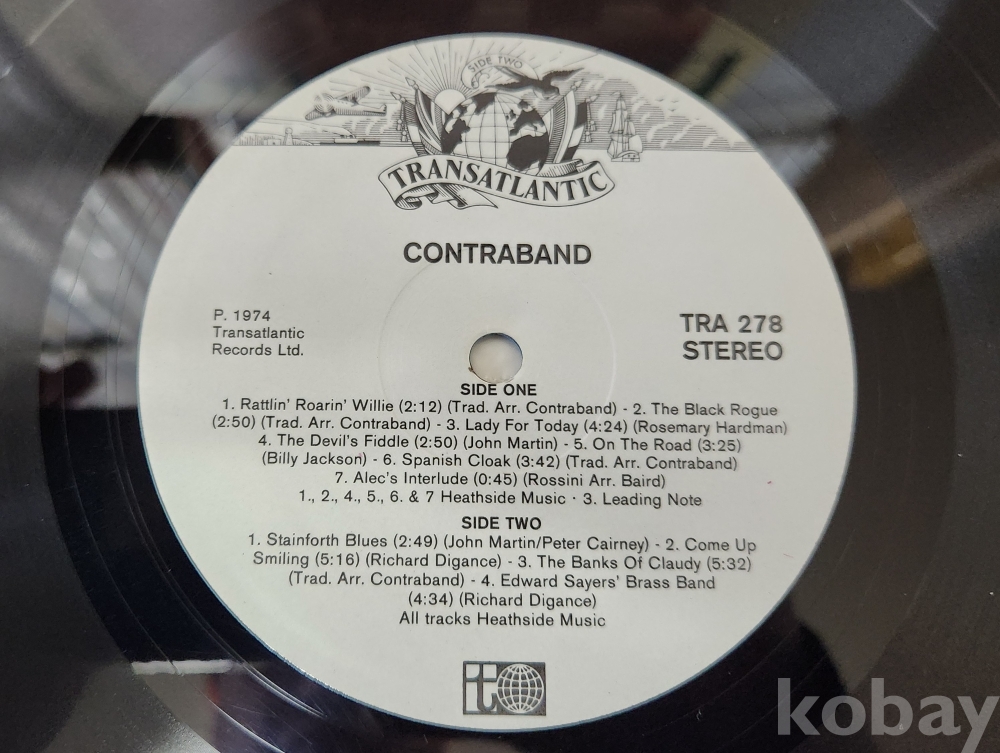 SIDE TWO
TRANSATLANTIC
CONTRABAND
P. 1974
Transatlantic
Records Ltd.
TRA 278
STEREO
SIDE ONE
1. Rattlin' Roarin' Willie (2:12) (Trad. Arr. Contraband) - 2. The Black Rogue
(2:50) (Trad. Arr. Contraband) - 3. Lady For Today (4:24) (Rosemary Hardman)
4. The Devil's Fiddle (2:50) (John Martin) - 5. On The Road (3:25)
(Billy Jackson) - 6. Spanish Cloak (3:42) (Trad. Arr. Contraband)
7. Alec's Interlude (0:45) (Rossini Arr. Baird)
1., 2., 4., 5., 6. & 7 Heathside Music · 3. Leading Note
SIDE TWO
1. Stainforth Blues (2:49) (John Martin/Peter Cairney) - 2. Come Up
Smiling (5:16) (Richard Digance) - 3. The Banks Of Claudy (5:32)
(Trad. Arr. Contraband) - 4. Edward Sayers' Brass Band
(4:34) (Richard Digance)
All tracks Heathside Music
it
kobay